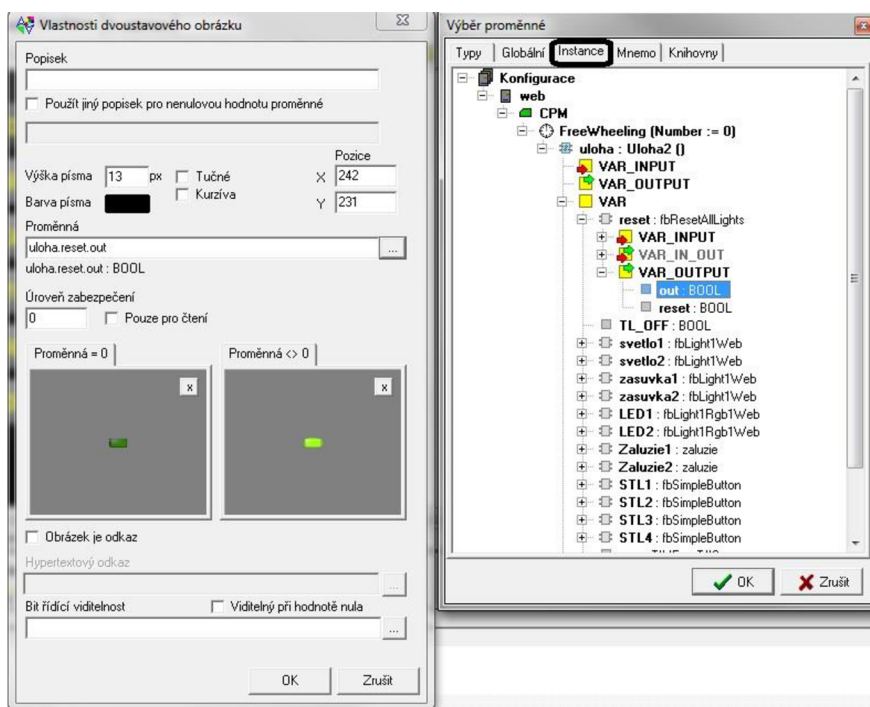 Vlastnosti dvoustavového obrázku
Popisek
Použít jiný popisek pro nenulovou hodnotu proměnné
Pozice
Výška písma 13 px Tučné X 242
Barva písma Kurzíva Y 231
Proměnná
uloha.reset.out ...
uloha.reset.out : BOOL
Úroveň zabezpečení
0 Pouze pro čtení
Proměnná = 0 Proměnná <> 0
x x
Obrázek je odkaz
Hypertextový odkaz
...
Bit řídící viditelnost Viditelný při hodnotě nula
...
OK Zrušit
Výběr proměnné
Typy Globální Instance Mnemo Knihovny
Konfigurace
web
CPM
FreeWheeling (Number := 0)
uloha : Uloha2 ()
VAR_INPUT
VAR_OUTPUT
VAR
reset : fbResetAllLights
VAR_INPUT
VAR_IN_OUT
VAR_OUTPUT
out : BOOL
reset : BOOL
TL_OFF : BOOL
svetlo1 : fbLight1Web
svetlo2 : fbLight1Web
zasuvka1 : fbLight1Web
zasuvka2 : fbLight1Web
LED1 : fbLight1Rgb1Web
LED2 : fbLight1Rgb1Web
Zaluzie1 : zaluzie
Zaluzie2 : zaluzie
STL1 : fbSimpleButton
STL2 : fbSimpleButton
STL3 : fbSimpleButton
STL4 : fbSimpleButton
OK Zrušit